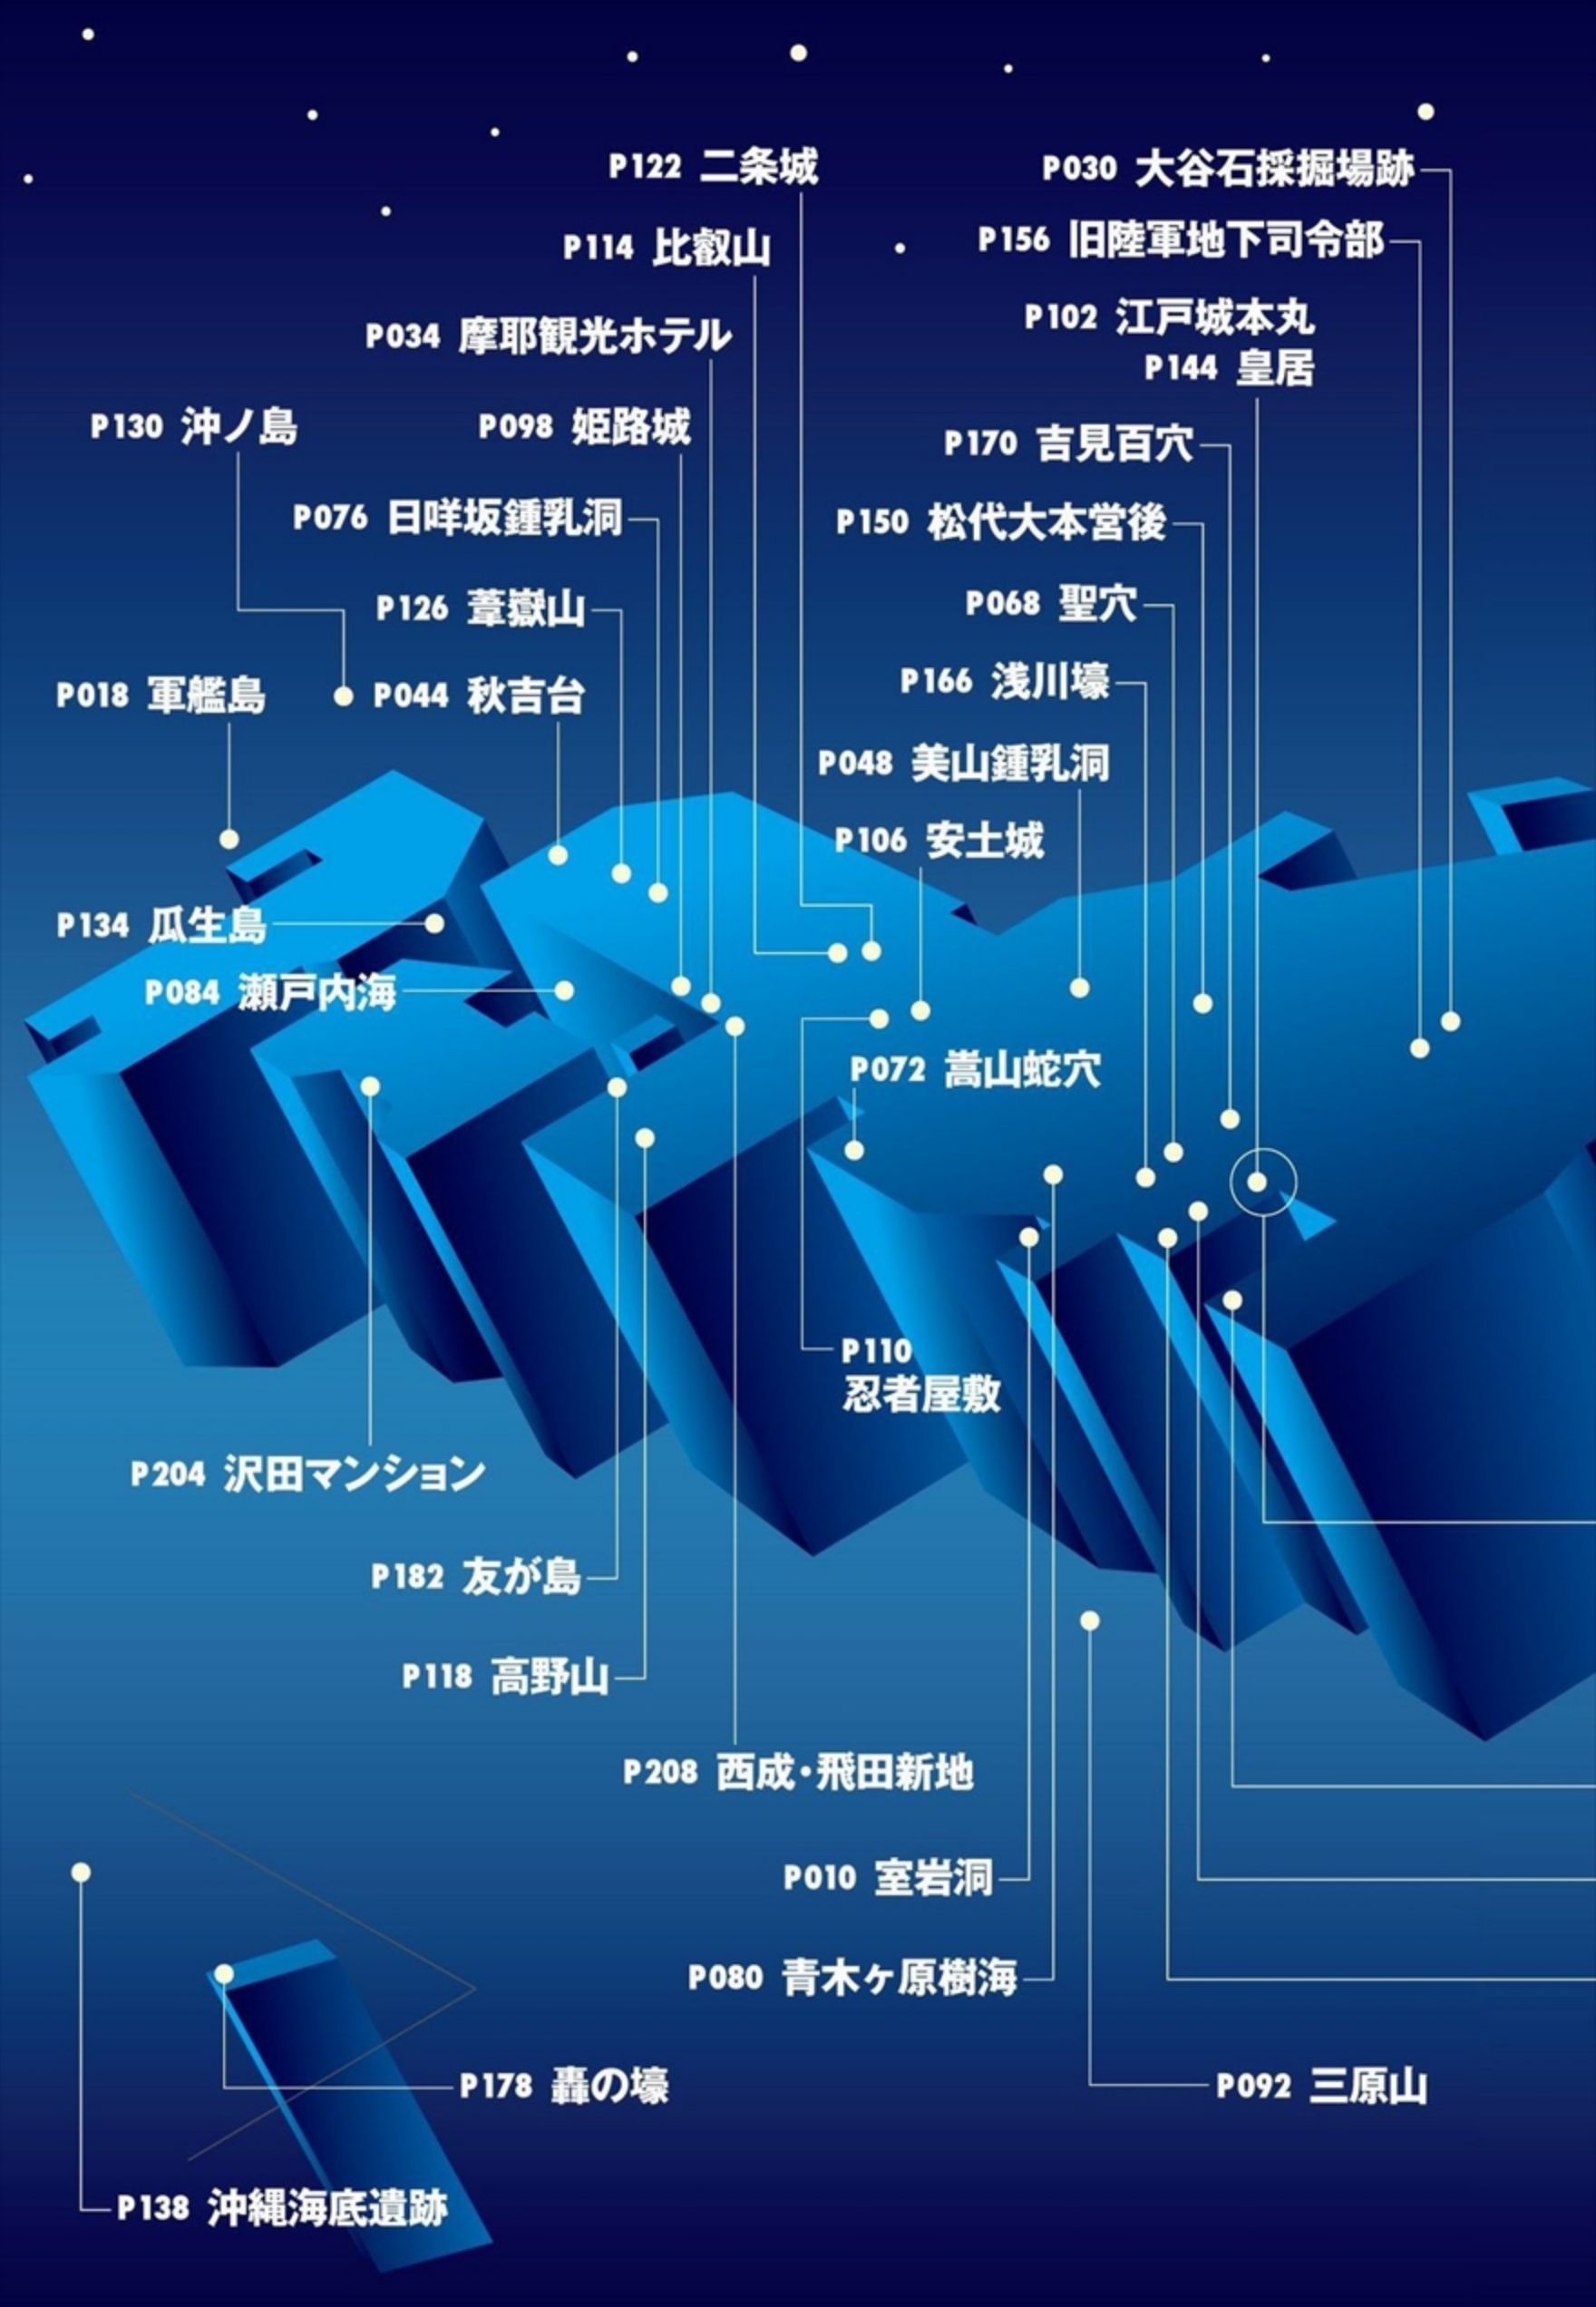 P122 二条城
P030 大谷石採掘場跡
P114 比叡山
P156 旧陸軍地下司令部
P034 摩耶観光ホテル
P102 江戸城本丸
P144 皇居
P130 沖ノ島
P098 姫路城
P170 吉見百穴
P076 日咩坂鍾乳洞
P150 松代大本営後
P126 葦嶽山
P068 聖穴
P018 軍艦島
P044 秋吉台
P166 浅川壕
P048 美山鍾乳洞
P106 安土城
P134 瓜生島
P084 瀬戸内海
P072 嵩山蛇穴
P110
忍者屋敷
P204 沢田マンション
P182 友が島
P118 高野山
P208 西成・飛田新地
P010 室岩洞
P080 青木ヶ原樹海
P178 轟の壕
P092 三原山
P138 沖縄海底遺跡